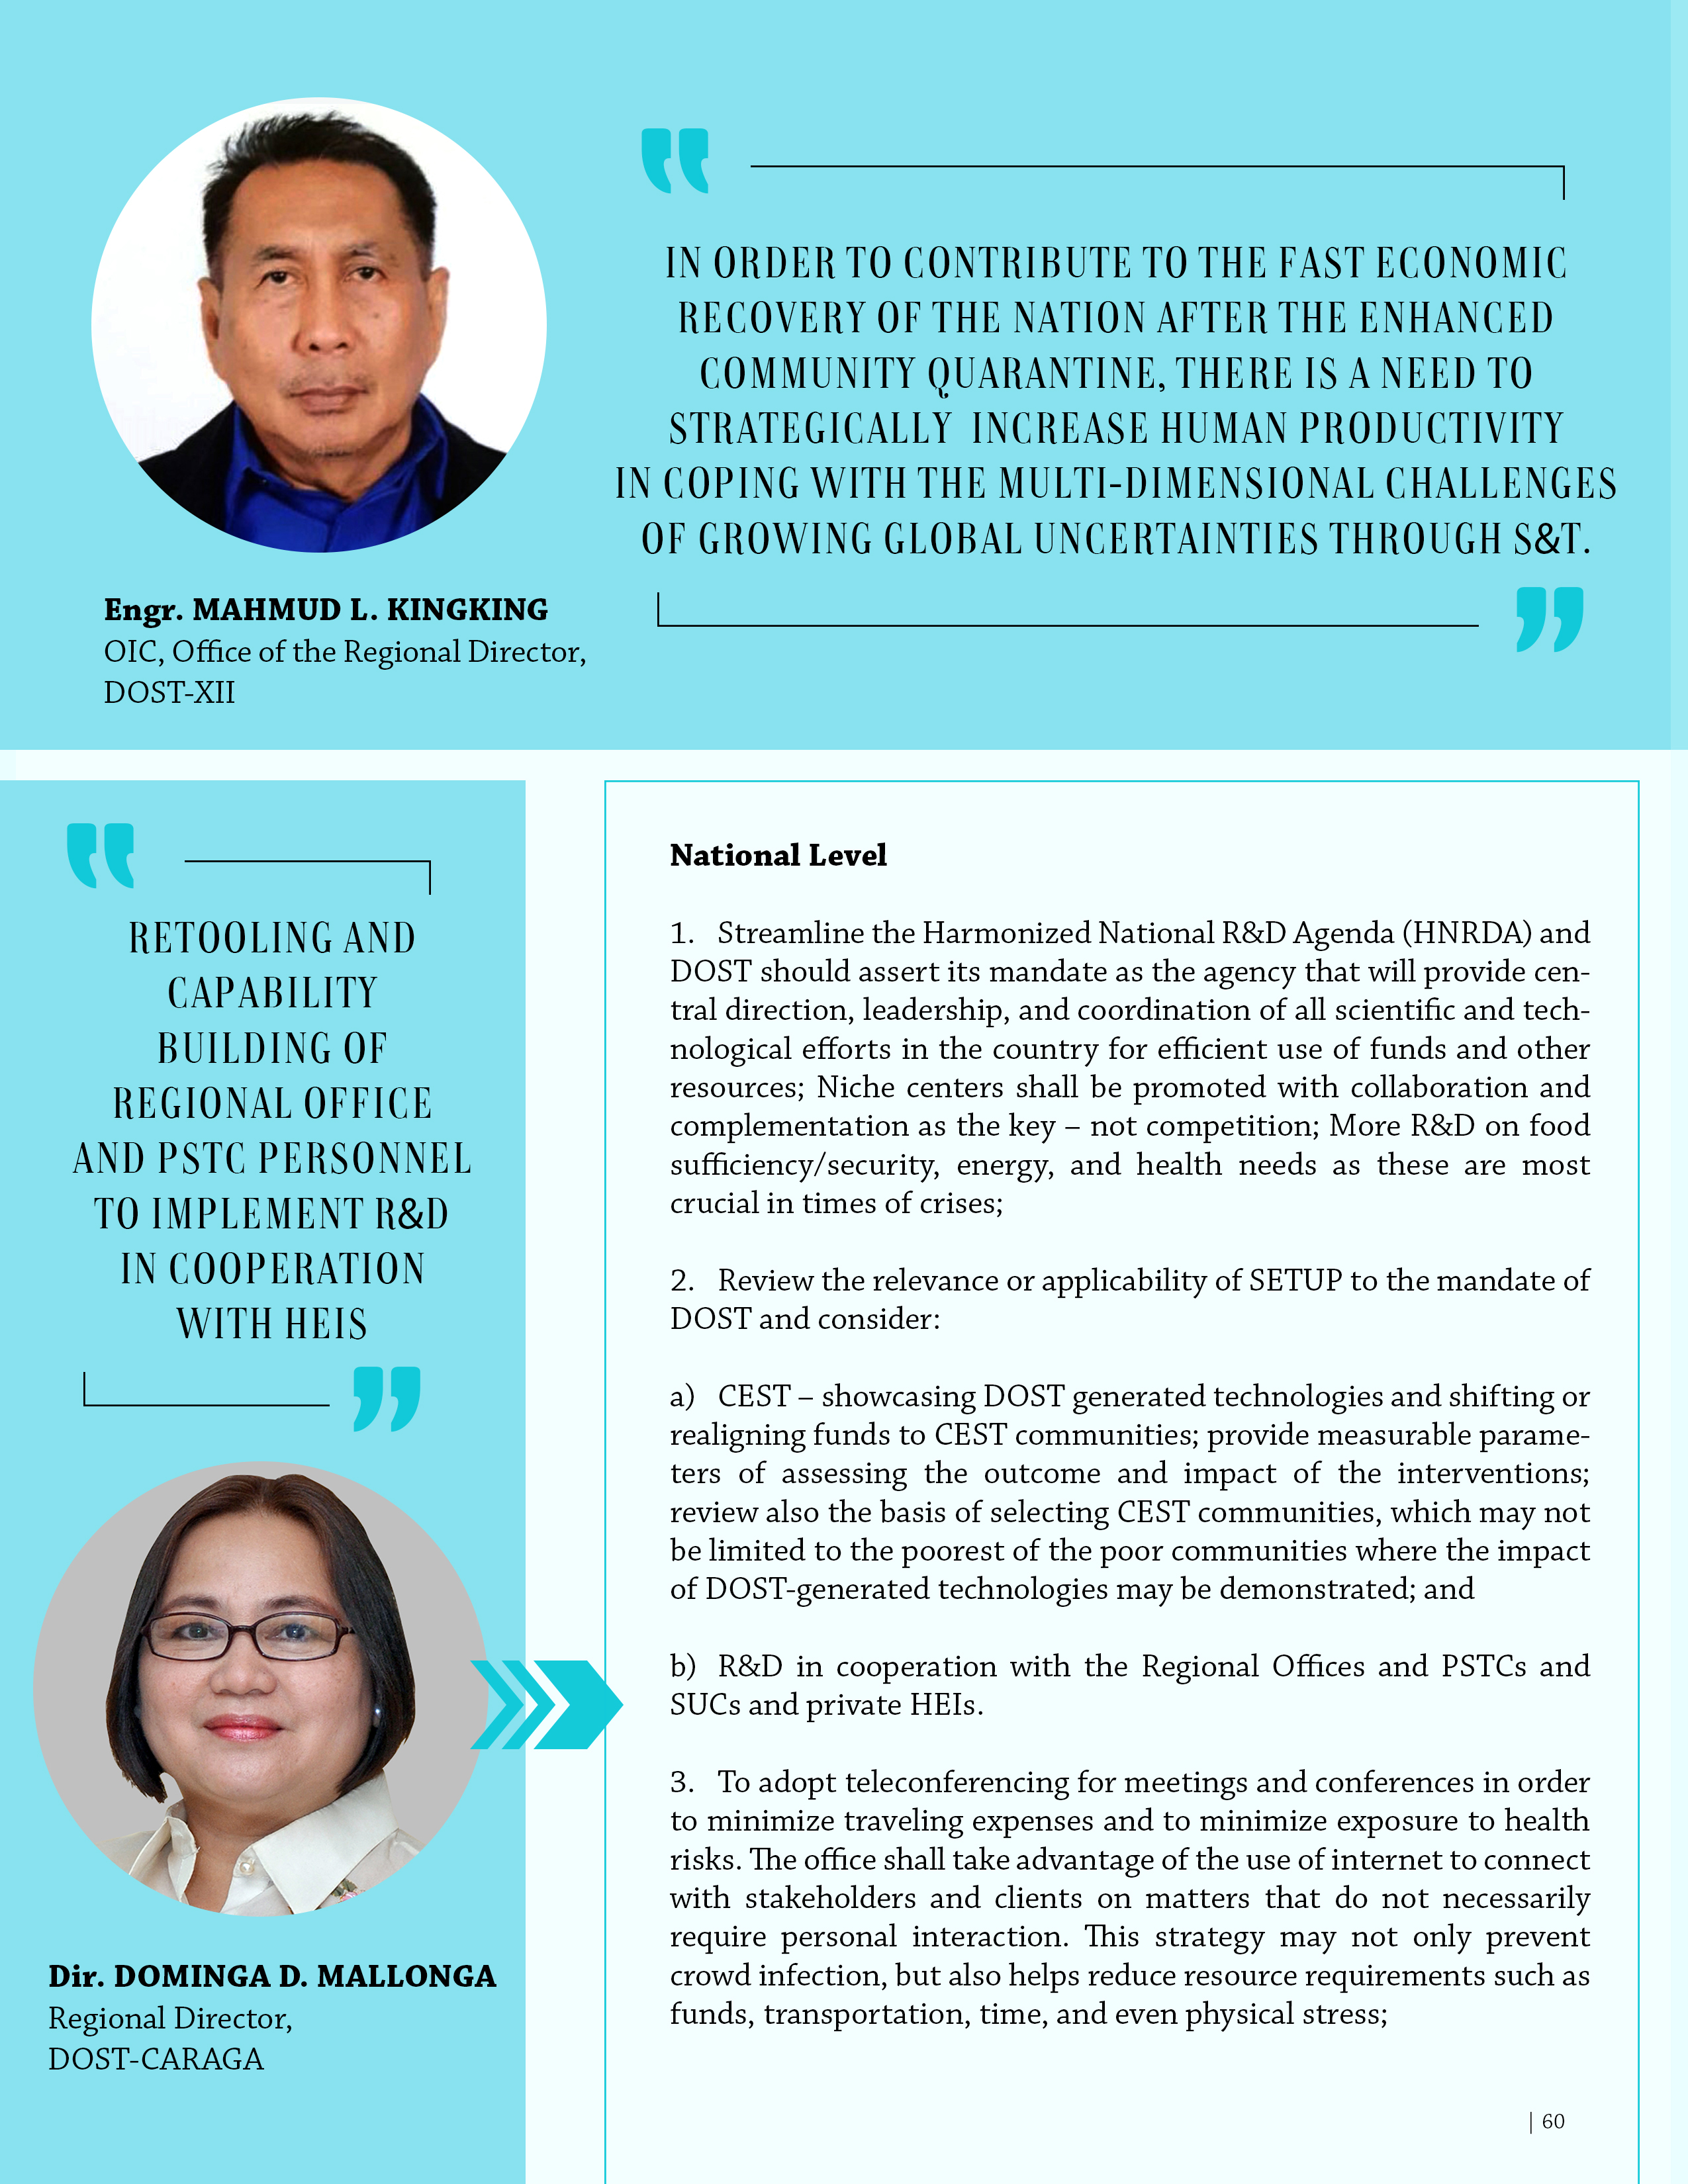 IN ORDER TO CONTRIBUTE TO THE FAST ECONOMIC
RECOVERY OF THE NATION AFTER THE ENHANCED
COMMUNITY QUARANTINE, THERE IS A NEED TO
STRATEGICALLY INCREASE HUMAN PRODUCTIVITY
IN COPING WITH THE MULTI-DIMENSIONAL CHALLENGES
OF GROWING GLOBAL UNCERTAINTIES THROUGH S&T.
Engr. MAHMUD L. KINGKING
OIC, Office of the Regional Director,
DOST-XII
RETOOLING AND
CAPABILITY
BUILDING OF
REGIONAL OFFICE
AND PSTC PERSONNEL
TO IMPLEMENT R&D
IN COOPERATION
WITH HEIS
Dir. DOMINGA D. MALLONGA
Regional Director,
DOST-CARAGA
National Level
1. Streamline the Harmonized National R&D Agenda (HNRDA) and
DOST should assert its mandate as the agency that will provide cen-
tral direction, leadership, and coordination of all scientific and tech-
nological efforts in the country for efficient use of funds and other
resources; Niche centers shall be promoted with collaboration and
complementation as the key – not competition; More R&D on food
sufficiency/security, energy, and health needs as these are most
crucial in times of crises;
2. Review the relevance or applicability of SETUP to the mandate of
DOST and consider:
a) CEST – showcasing DOST generated technologies and shifting or
realigning funds to CEST communities; provide measurable parame-
ters of assessing the outcome and impact of the interventions;
review also the basis of selecting CEST communities, which may not
be limited to the poorest of the poor communities where the impact
of DOST-generated technologies may be demonstrated; and
b) R&D in cooperation with the Regional Offices and PSTCs and
SUCs and private HEIs.
3. To adopt teleconferencing for meetings and conferences in order
to minimize traveling expenses and to minimize exposure to health
risks. The office shall take advantage of the use of internet to connect
with stakeholders and clients on matters that do not necessarily
require personal interaction. This strategy may not only prevent
crowd infection, but also helps reduce resource requirements such as
funds, transportation, time, and even physical stress;
| 60